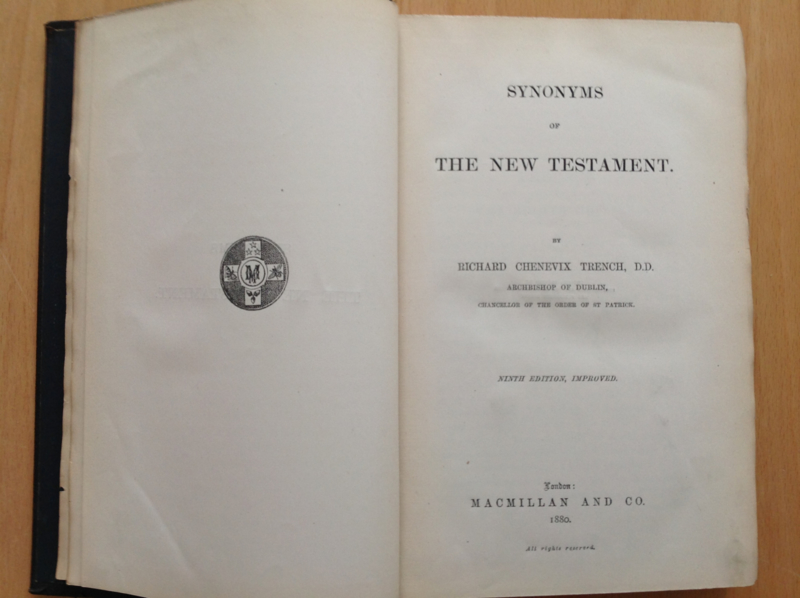 SYNONYMS
OF
THE NEW TESTAMENT.
BY
RICHARD CHENEVIX TRENCH, D.D.
ARCHBISHOP OF DUBLIN,
CHANCELLOR OF THE ORDER OF ST PATRICK.
NINTH EDITION, IMPROVED.
London:
MACMILLAN AND CO.
1880.
All rights reserved.